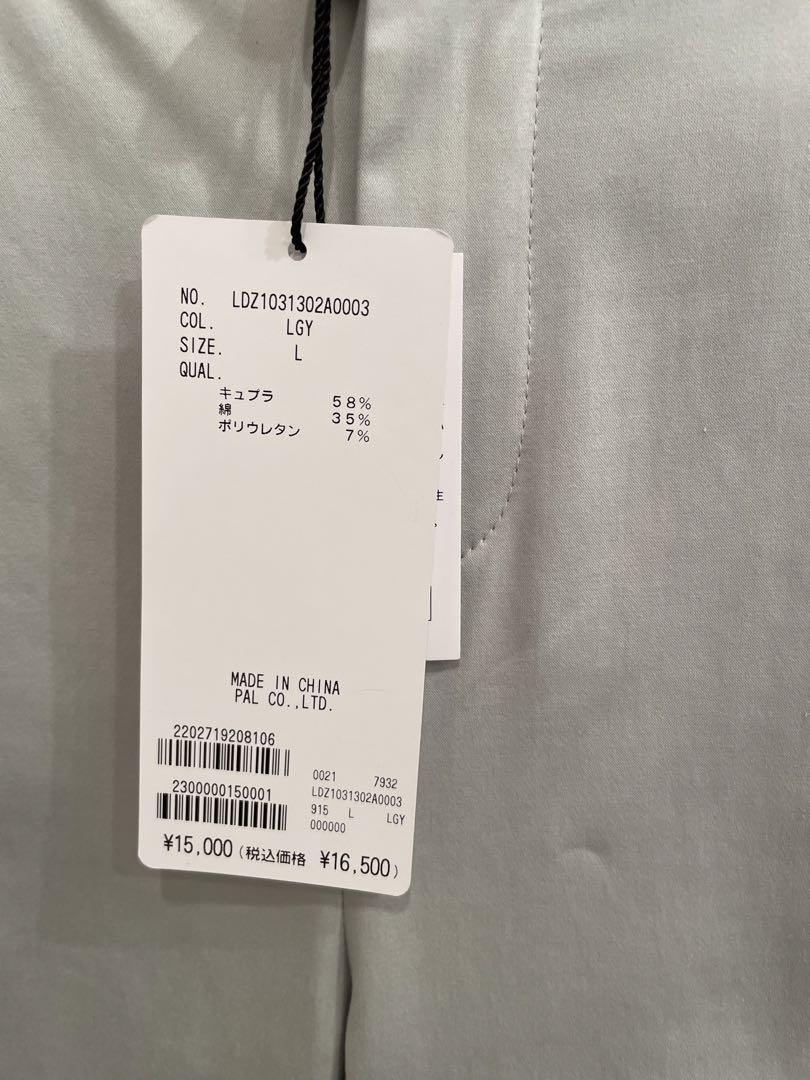 NO. LDZ1031302A0003
COL. LGY
SIZE. L
QUAL.
キュプラ 58%
綿 35%
ポリウレタン 7%
MADE IN CHINA
PAL CO.,LTD.
2202719208106
2300000150001
0021 7932
LDZ1031302A0003
915 L LGY
000000
¥15,000(税込価格 ¥16,500)